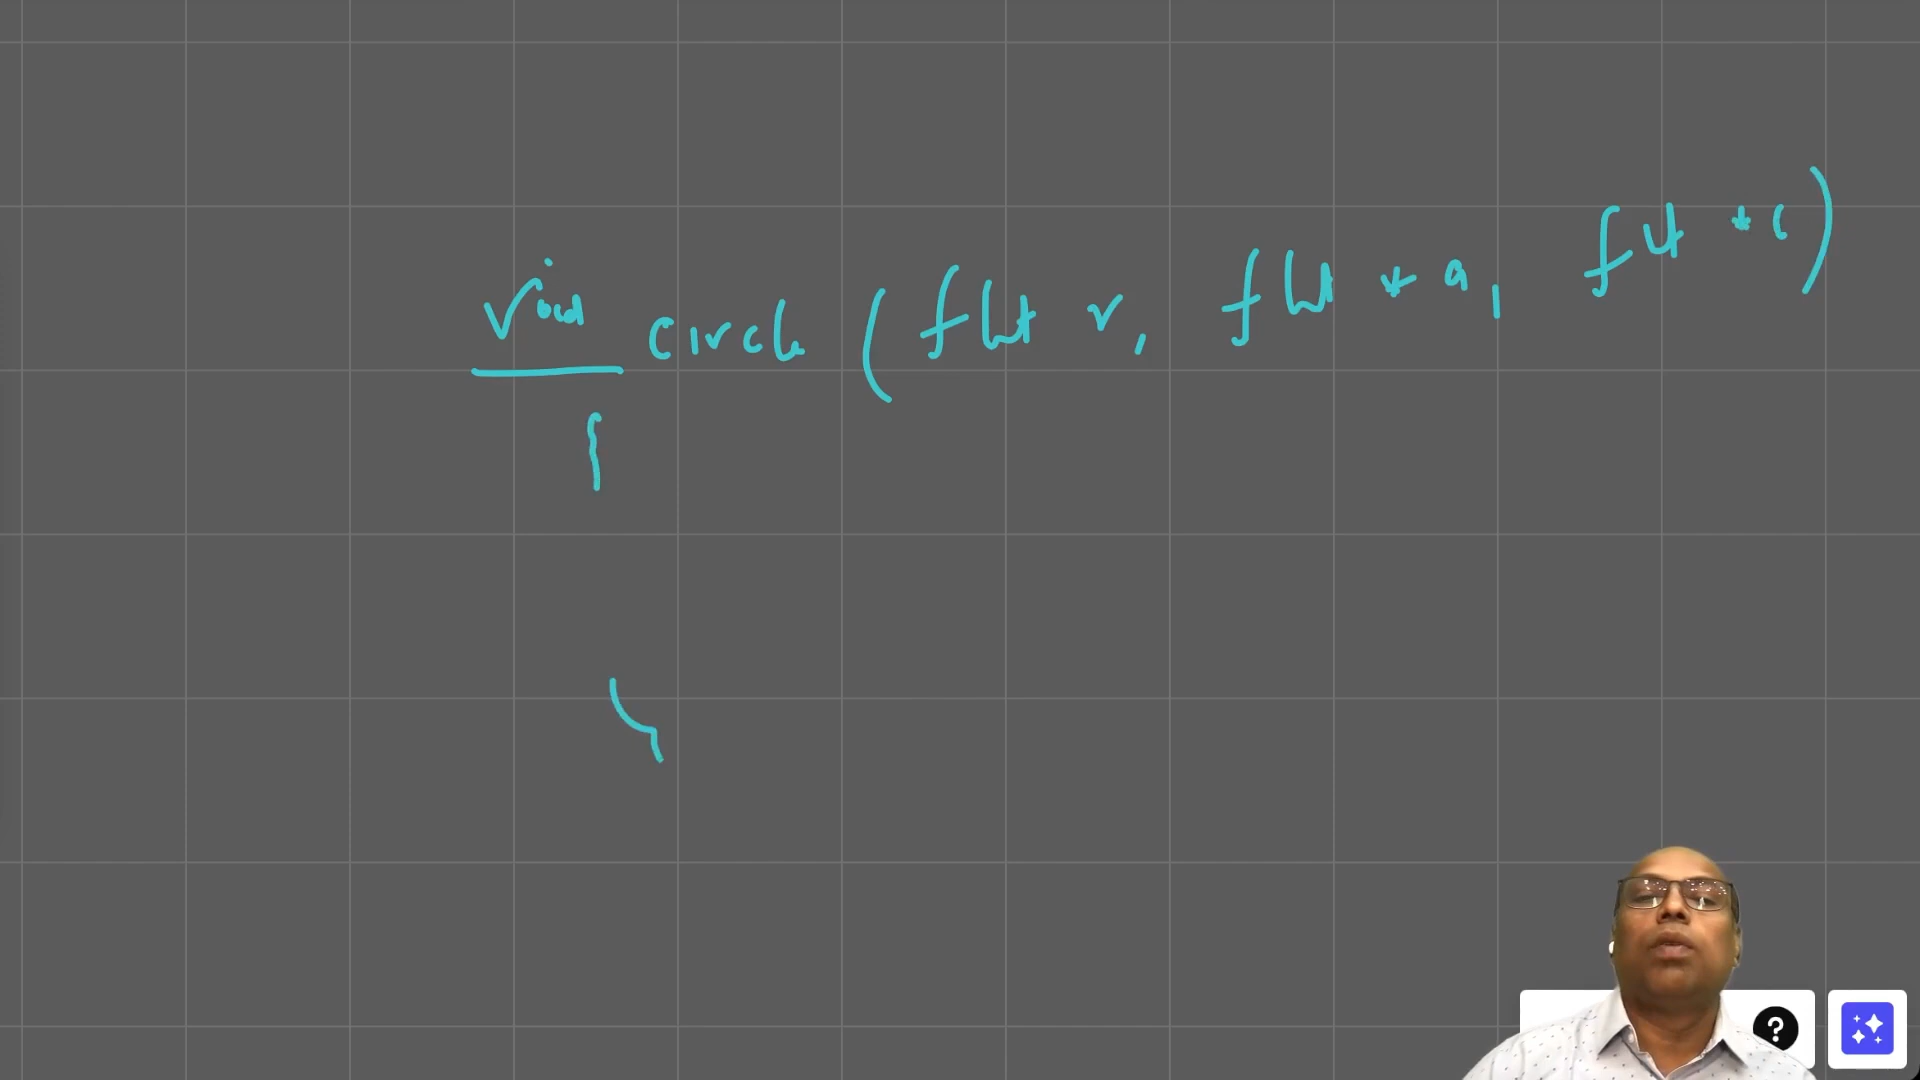 void circle (float r, float * a, float * c)
{
}
?